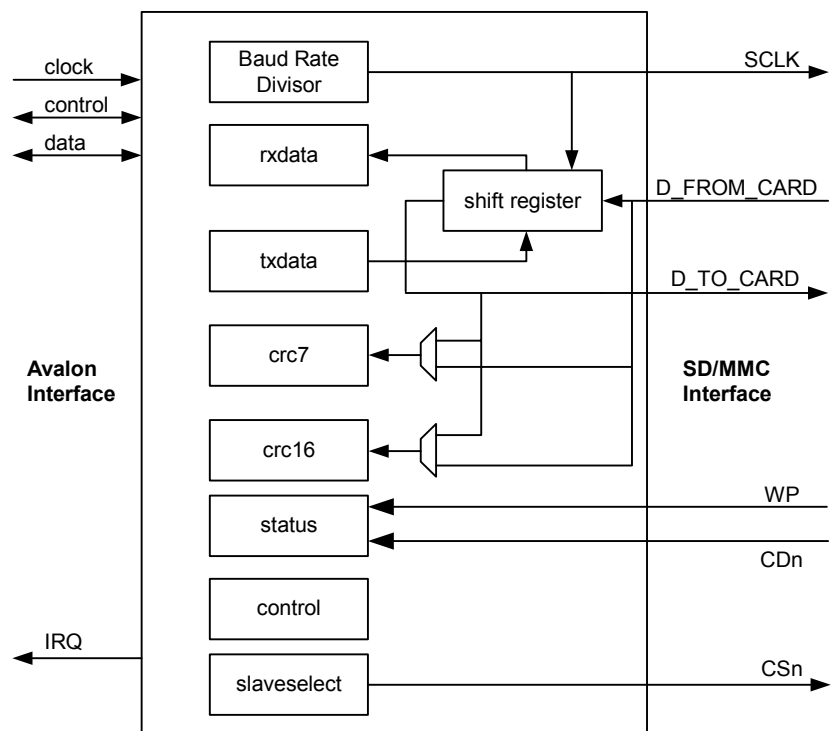 clock
control
data
Avalon
Interface
IRQ
Baud Rate
Divisor
rxdata
shift register
txdata
crc7
crc16
status
control
slaveselect
SCLK
D_FROM_CARD
D_TO_CARD
SD/MMC
Interface
WP
CDn
CSn